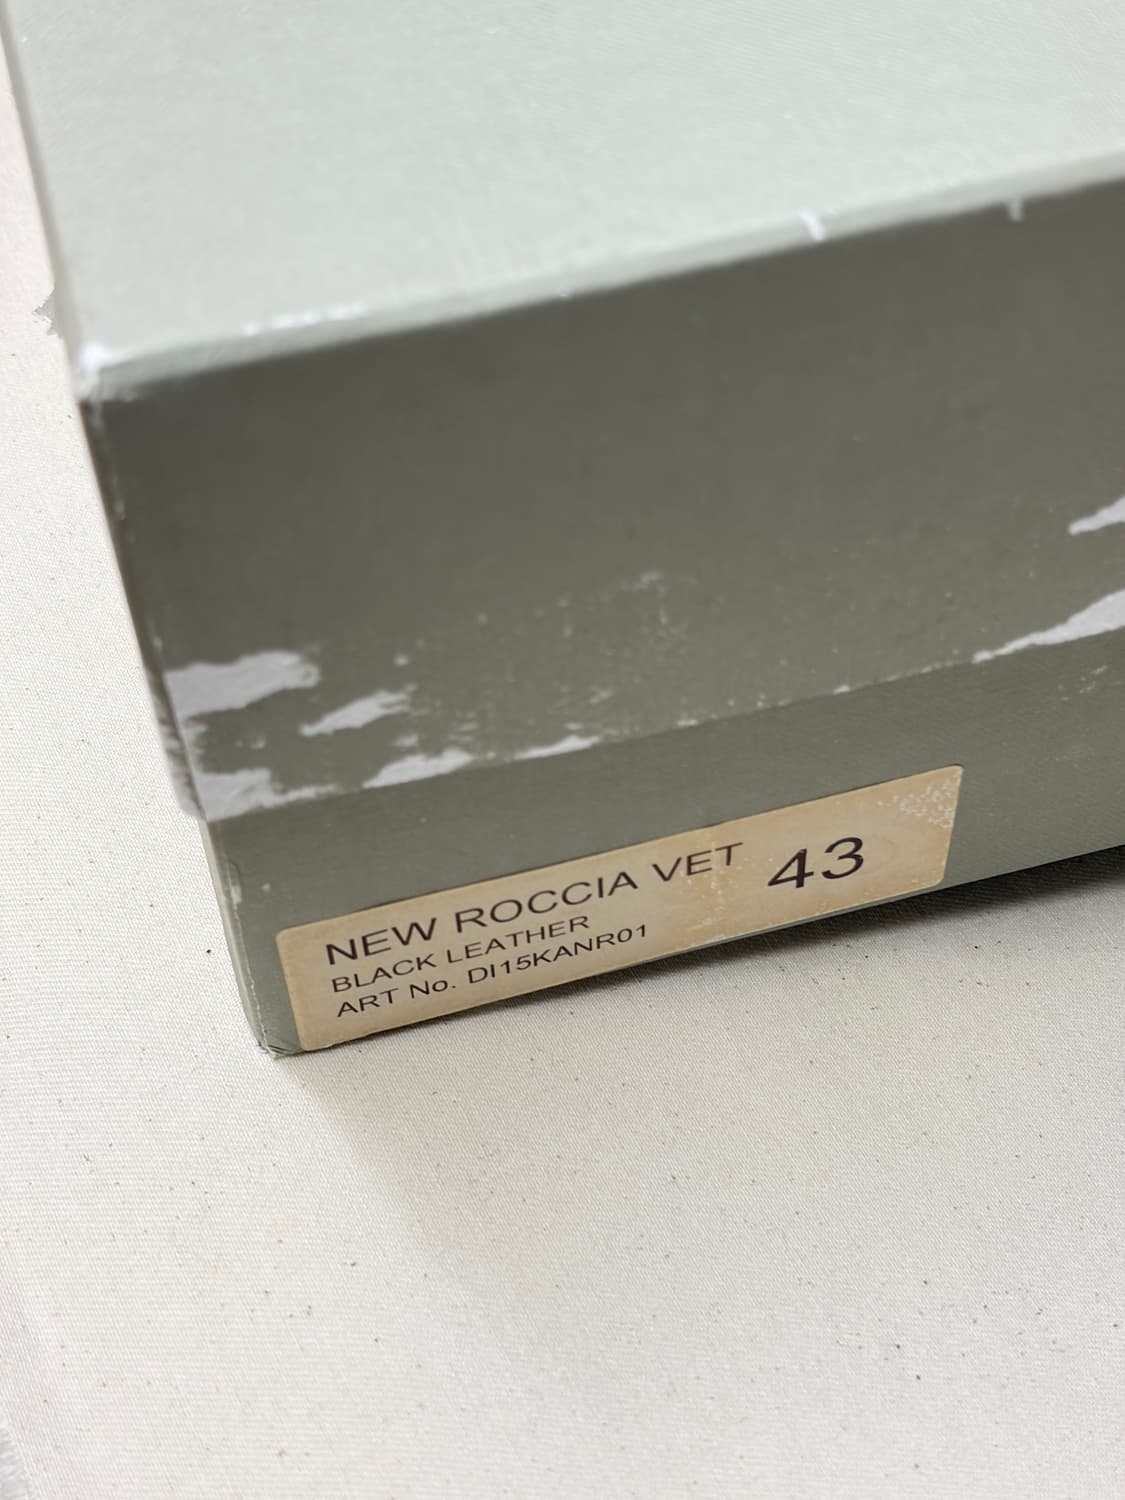 NEW ROCCIA VET 43
BLACK LEATHER
ART No. DI15KANR01